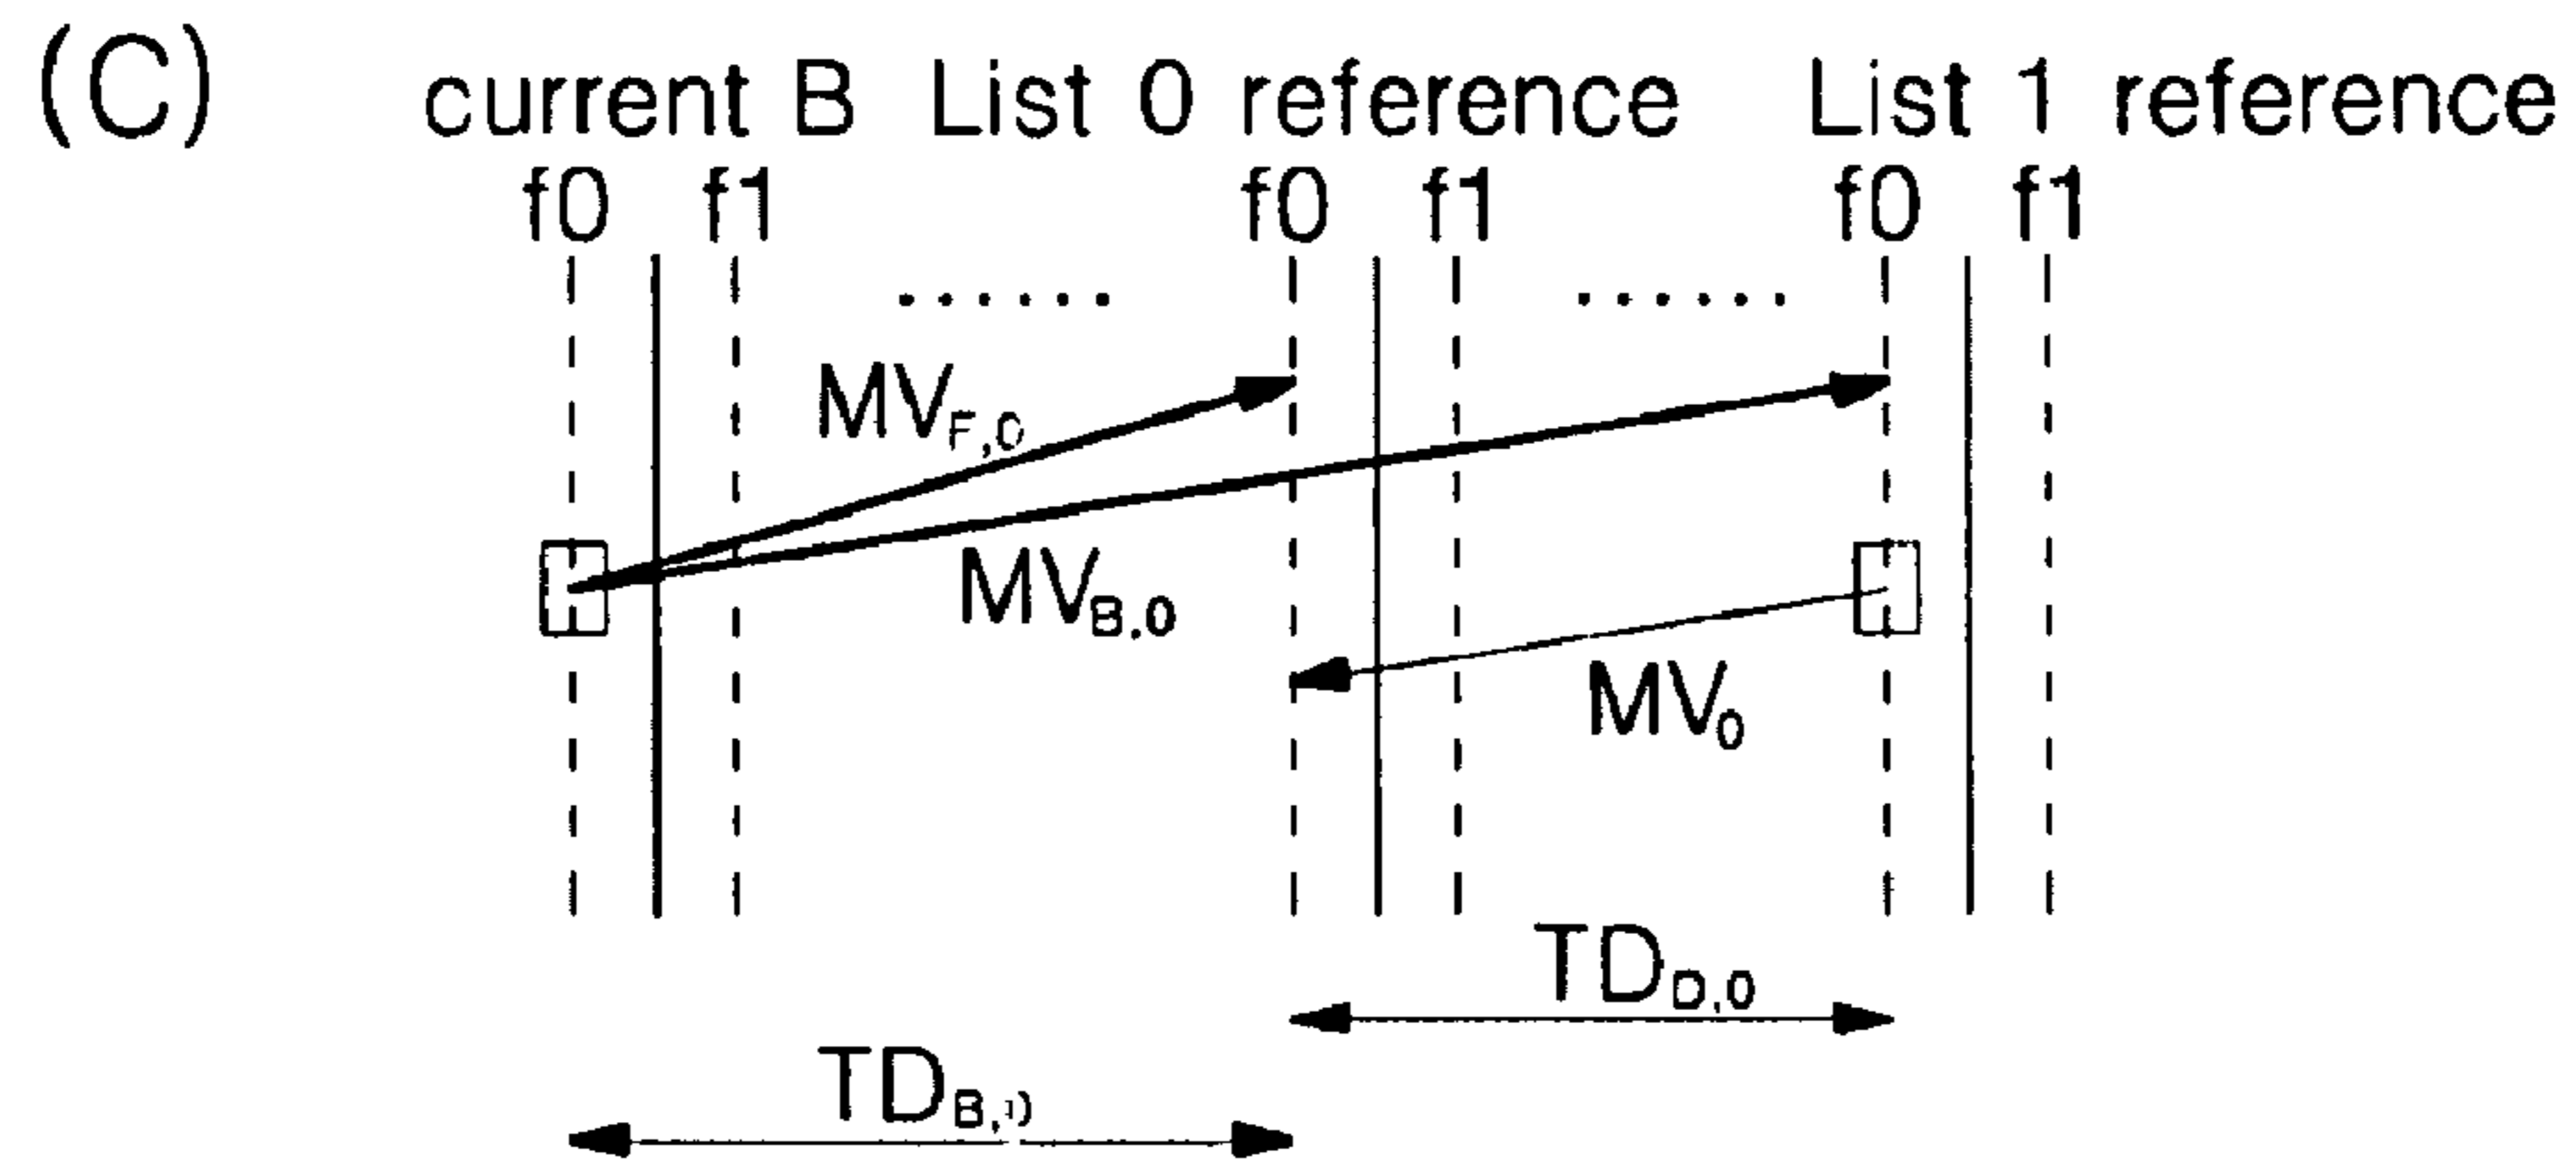 (C) current B List 0 reference List 1 reference
f0 f1 f0 f1 f0 f1
......  ......
MVF,0
MVB,0
MV0
TDD,0
TDB,0